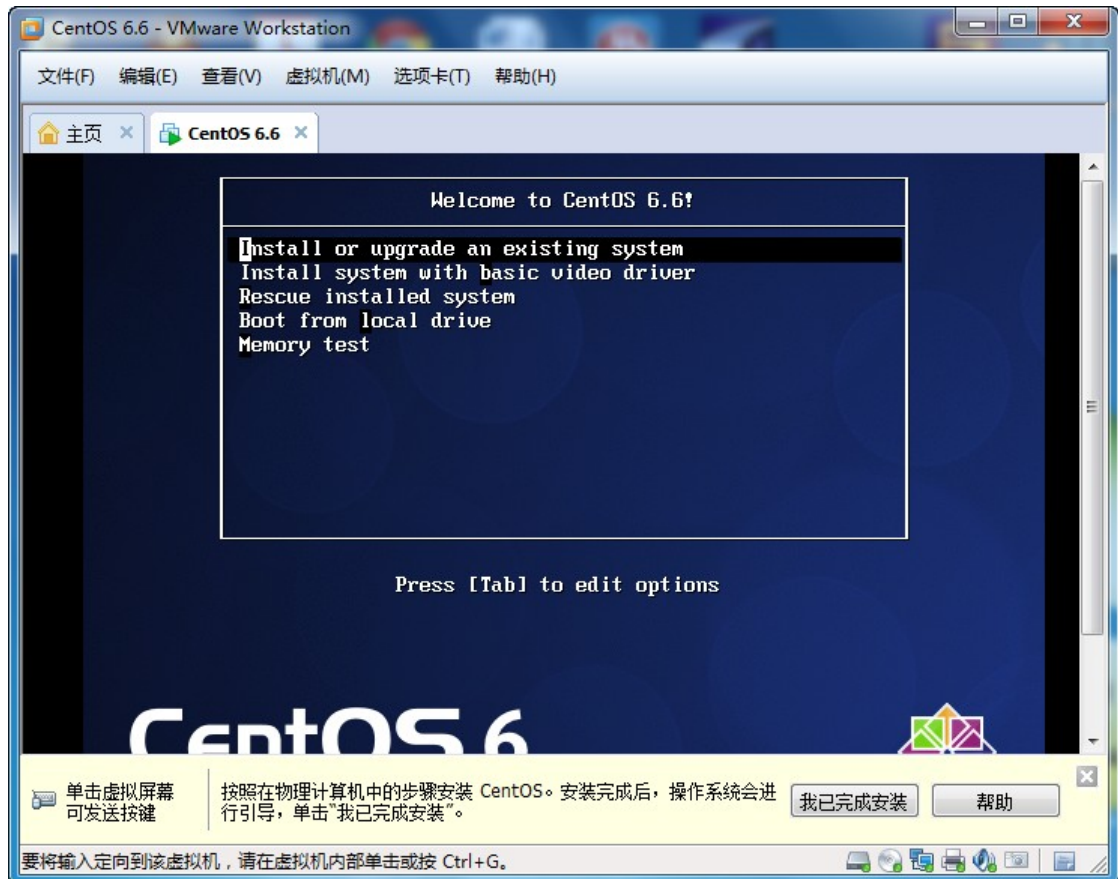 CentOS 6.6 - VMware Workstation
文件(F) 编辑(E) 查看(V) 虚拟机(M) 选项卡(T) 帮助(H)
主页 CentOS 6.6
Welcome to CentOS 6.6!
Install or upgrade an existing system
Install system with basic video driver
Rescue installed system
Boot from local drive
Memory test
Press [Tab] to edit options
CentOS 6
单击虚拟屏幕
可发送按键
按照在物理计算机中的步骤安装 CentOS。安装完成后，操作系统会进
行引导，单击"我已完成安装"。
我已完成安装 帮助
要将输入定向到该虚拟机，请在虚拟机内部单击或按 Ctrl+G。